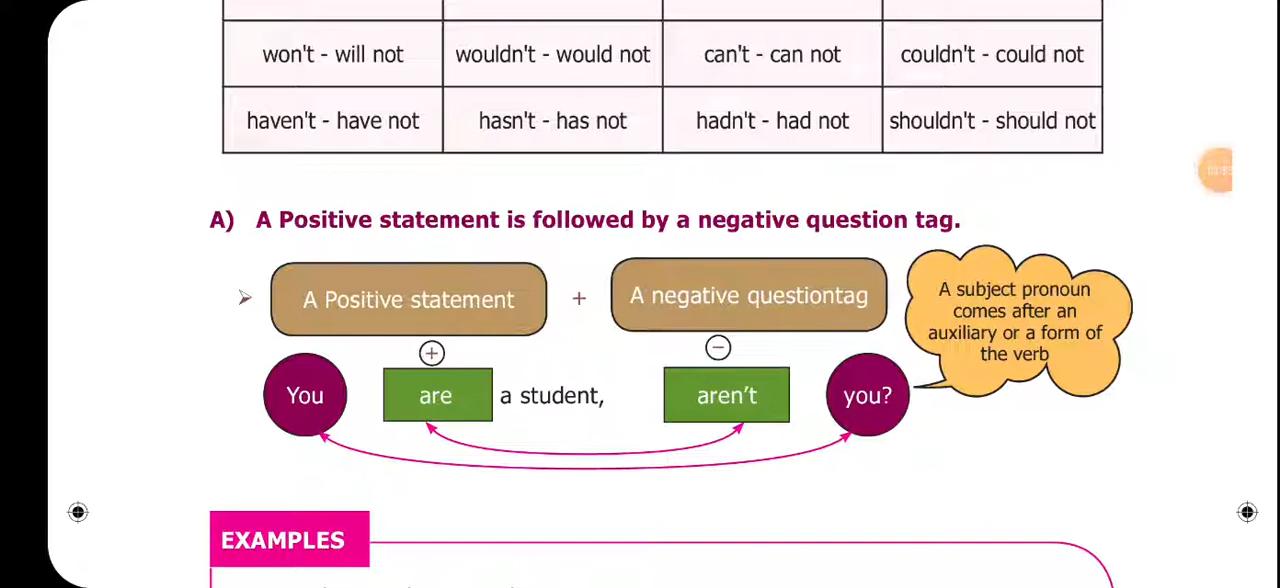 won't - will not wouldn't - would not can't - can not couldn't - could not
haven't - have not hasn't - has not hadn't - had not shouldn't - should not
A) A Positive statement is followed by a negative question tag.
A Positive statement + A negative questiontag
A subject pronoun
comes after an
auxiliary or a form of
the verb
+ −
You are a student, aren't you?
EXAMPLES